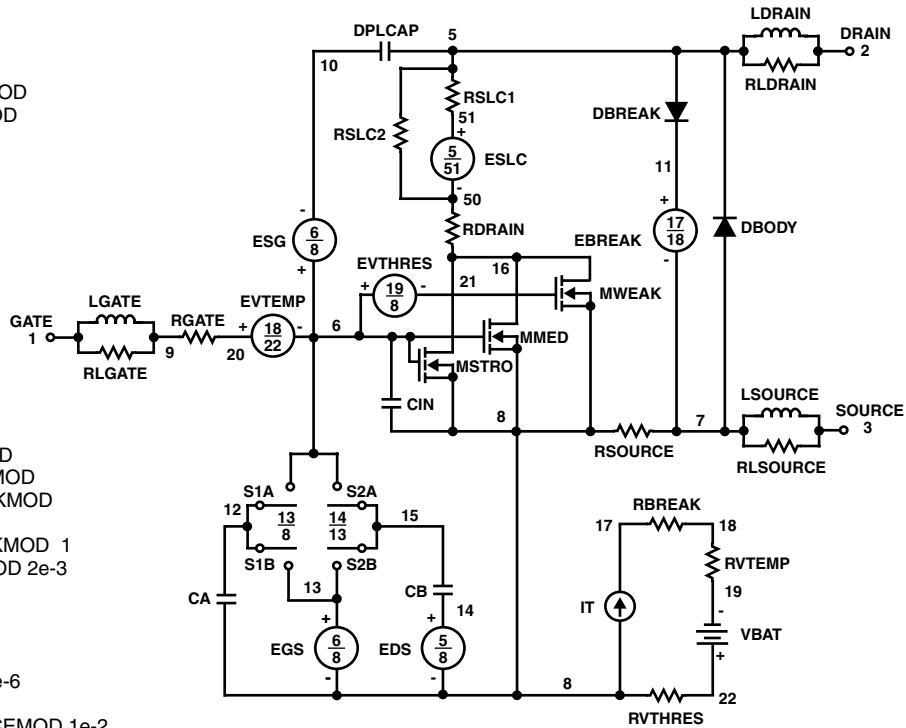 LDRAIN
DPLCAP
5
DRAIN
2
10
RLDRAIN
OD
RSLC1
DBREAK
51
+
RSLC2
5
51
ESLC
11
-
50
-
+
17
18
EBREAK
-
DBODY
ESG
6
8
+
RDRAIN
EVTHRES
16
+
19
8
-
21
MWEAK
LGATE
EVTEMP
GATE
1
RGATE
+
18
22
-
6
MMED
9
20
MSTRO
RLGATE
CIN
8
7
LSOURCE
SOURCE
3
RSOURCE
RLSOURCE
D
MOD
KMOD
S1A
S2A
12
13
8
14
13
15
RBREAK
17
18
KMOD 1
OD 2e-3
S1B
S2B
RVTEMP
13
CB
19
CA
14
IT
-
+
+
VBAT
EGS
6
8
EDS
5
8
+
-
-
e-6
8
22
RVTHRES